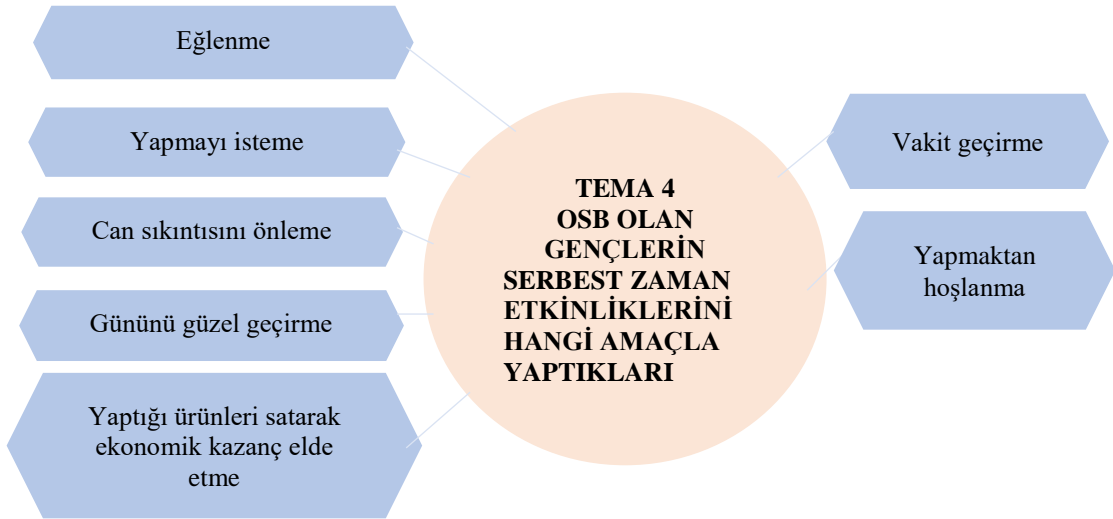 Eğlenme
Yapmayı isteme
Can sıkıntısını önleme
Gününü güzel geçirme
Yaptığı ürünleri satarak
ekonomik kazanç elde
etme
TEMA 4
OSB OLAN
GENÇLERİN
SERBEST ZAMAN
ETKİNLİKLERİNİ
HANGİ AMAÇLA
YAPTIKLARI
Vakit geçirme
Yapmaktan
hoşlanma